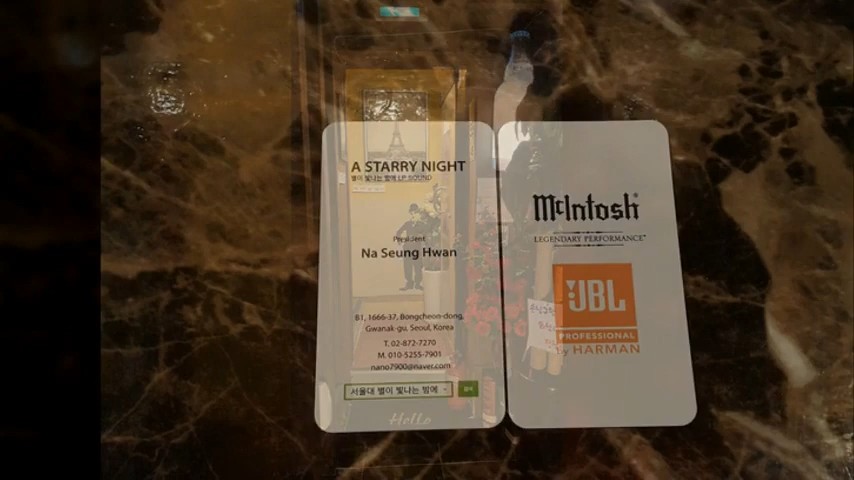 A STARRY NIGHT
별이 빛나는 밤에 LP SOUND
President
Na Seung Hwan
B1, 1666-37, Bongcheon-dong,
Gwanak-gu, Seoul, Korea
T. 02-872-7270
M. 010-5255-7901
nano7900@naver.com
서울대 별이 빛나는 밤에
Hello
McIntosh®
LEGENDARY PERFORMANCE™
JBL
PROFESSIONAL
by HARMAN